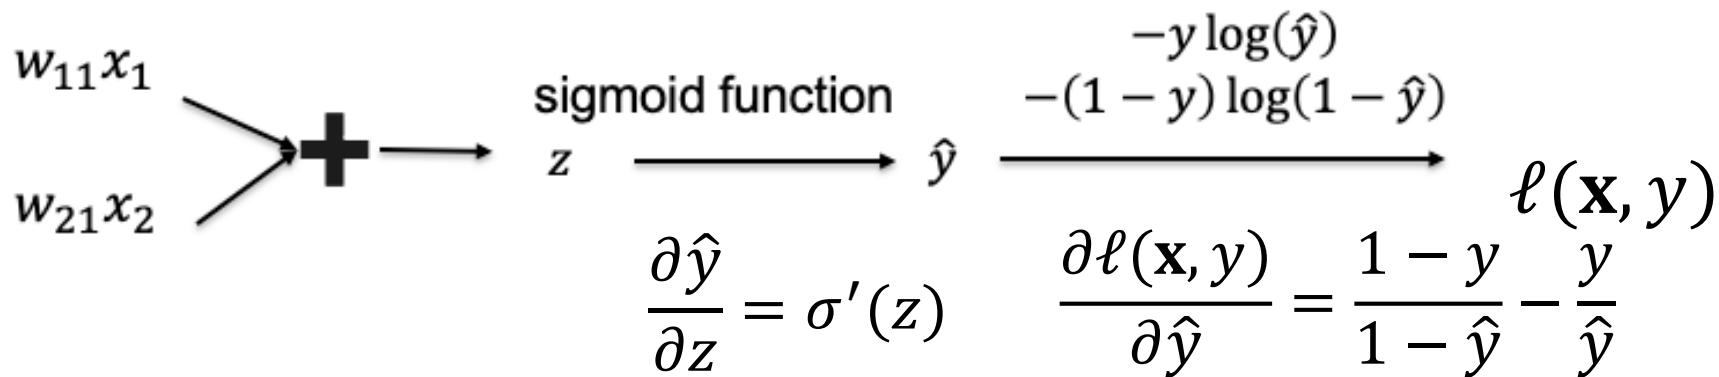 w₁₁x₁
w₂₁x₂
+
sigmoid function
z
ŷ
−y log(ŷ)
−(1 − y) log(1 − ŷ)
ℓ(𝐱, y)
∂ŷ/∂z = σ′(z)
∂ℓ(𝐱, y)/∂ŷ = (1 − y)/(1 − ŷ) − y/ŷ